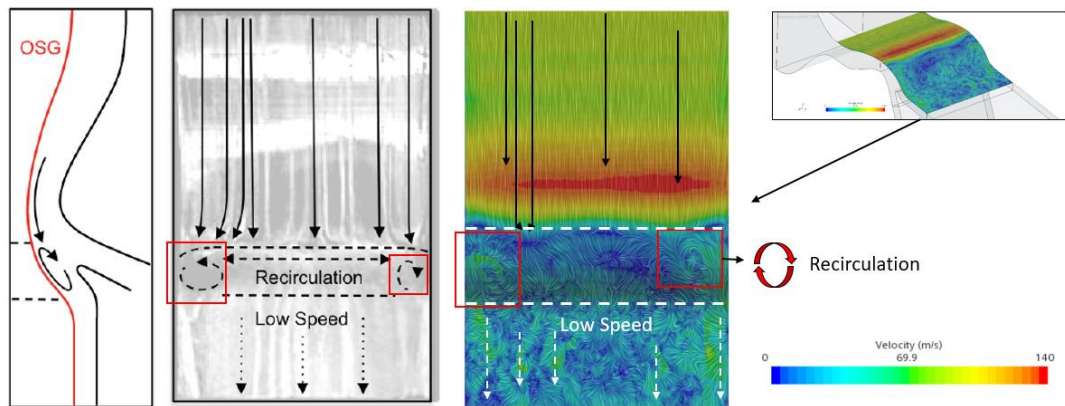 OSG
Recirculation
Low Speed
Low Speed
Recirculation
Velocity (m/s)
0
69.9
140